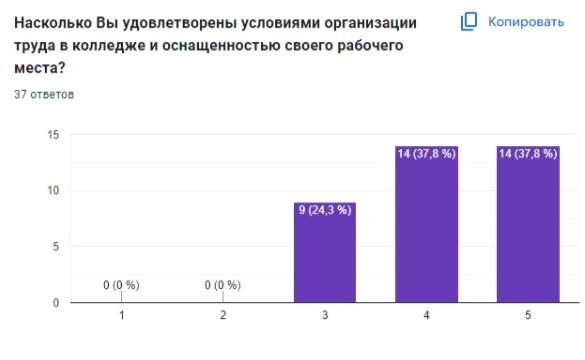 Насколько Вы удовлетворены условиями организации
труда в колледже и оснащенностью своего рабочего
места?
Копировать
37 ответов
15
10
5
0
0 (0 %)
0 (0 %)
9 (24,3 %)
14 (37,8 %)
14 (37,8 %)
1
2
3
4
5